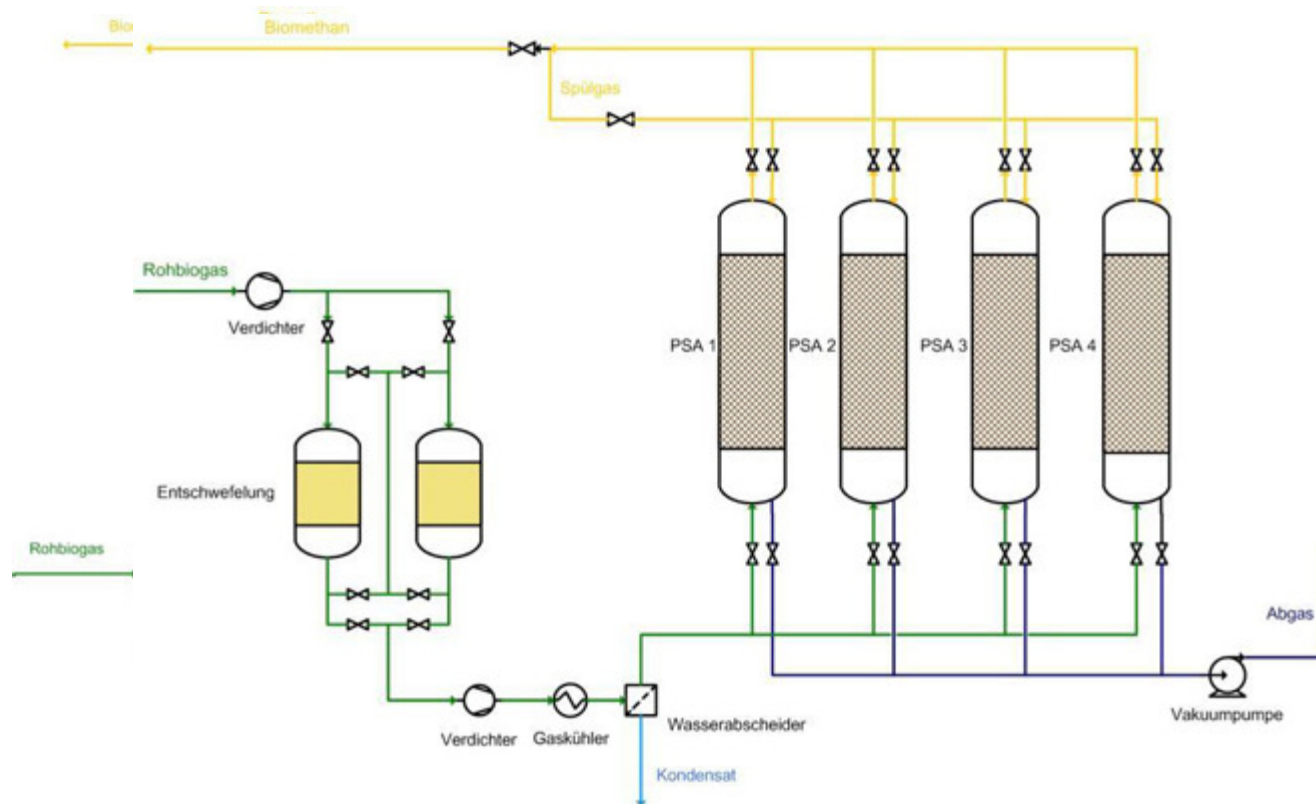 Biomethan
Spülgas
Rohbiogas
Verdichter
PSA 1
PSA 2
PSA 3
PSA 4
Entschwefelung
Rohbiogas
Abgas
Verdichter
Gaskühler
Wasserabscheider
Vakuumpumpe
Kondensat